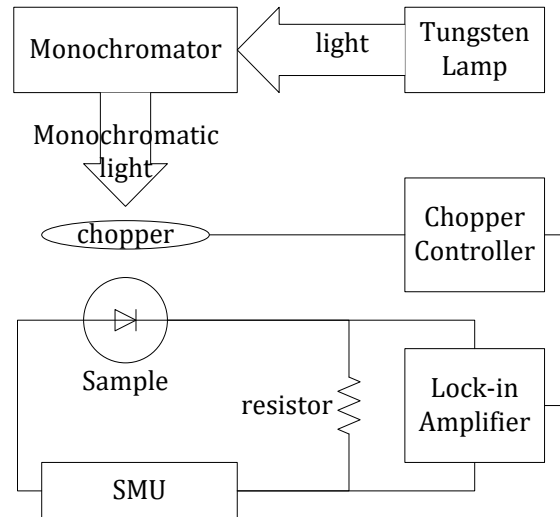 Monochromator
light
Tungsten
Lamp
Monochromatic
light
chopper
Chopper
Controller
Sample
resistor
Lock-in
Amplifier
SMU